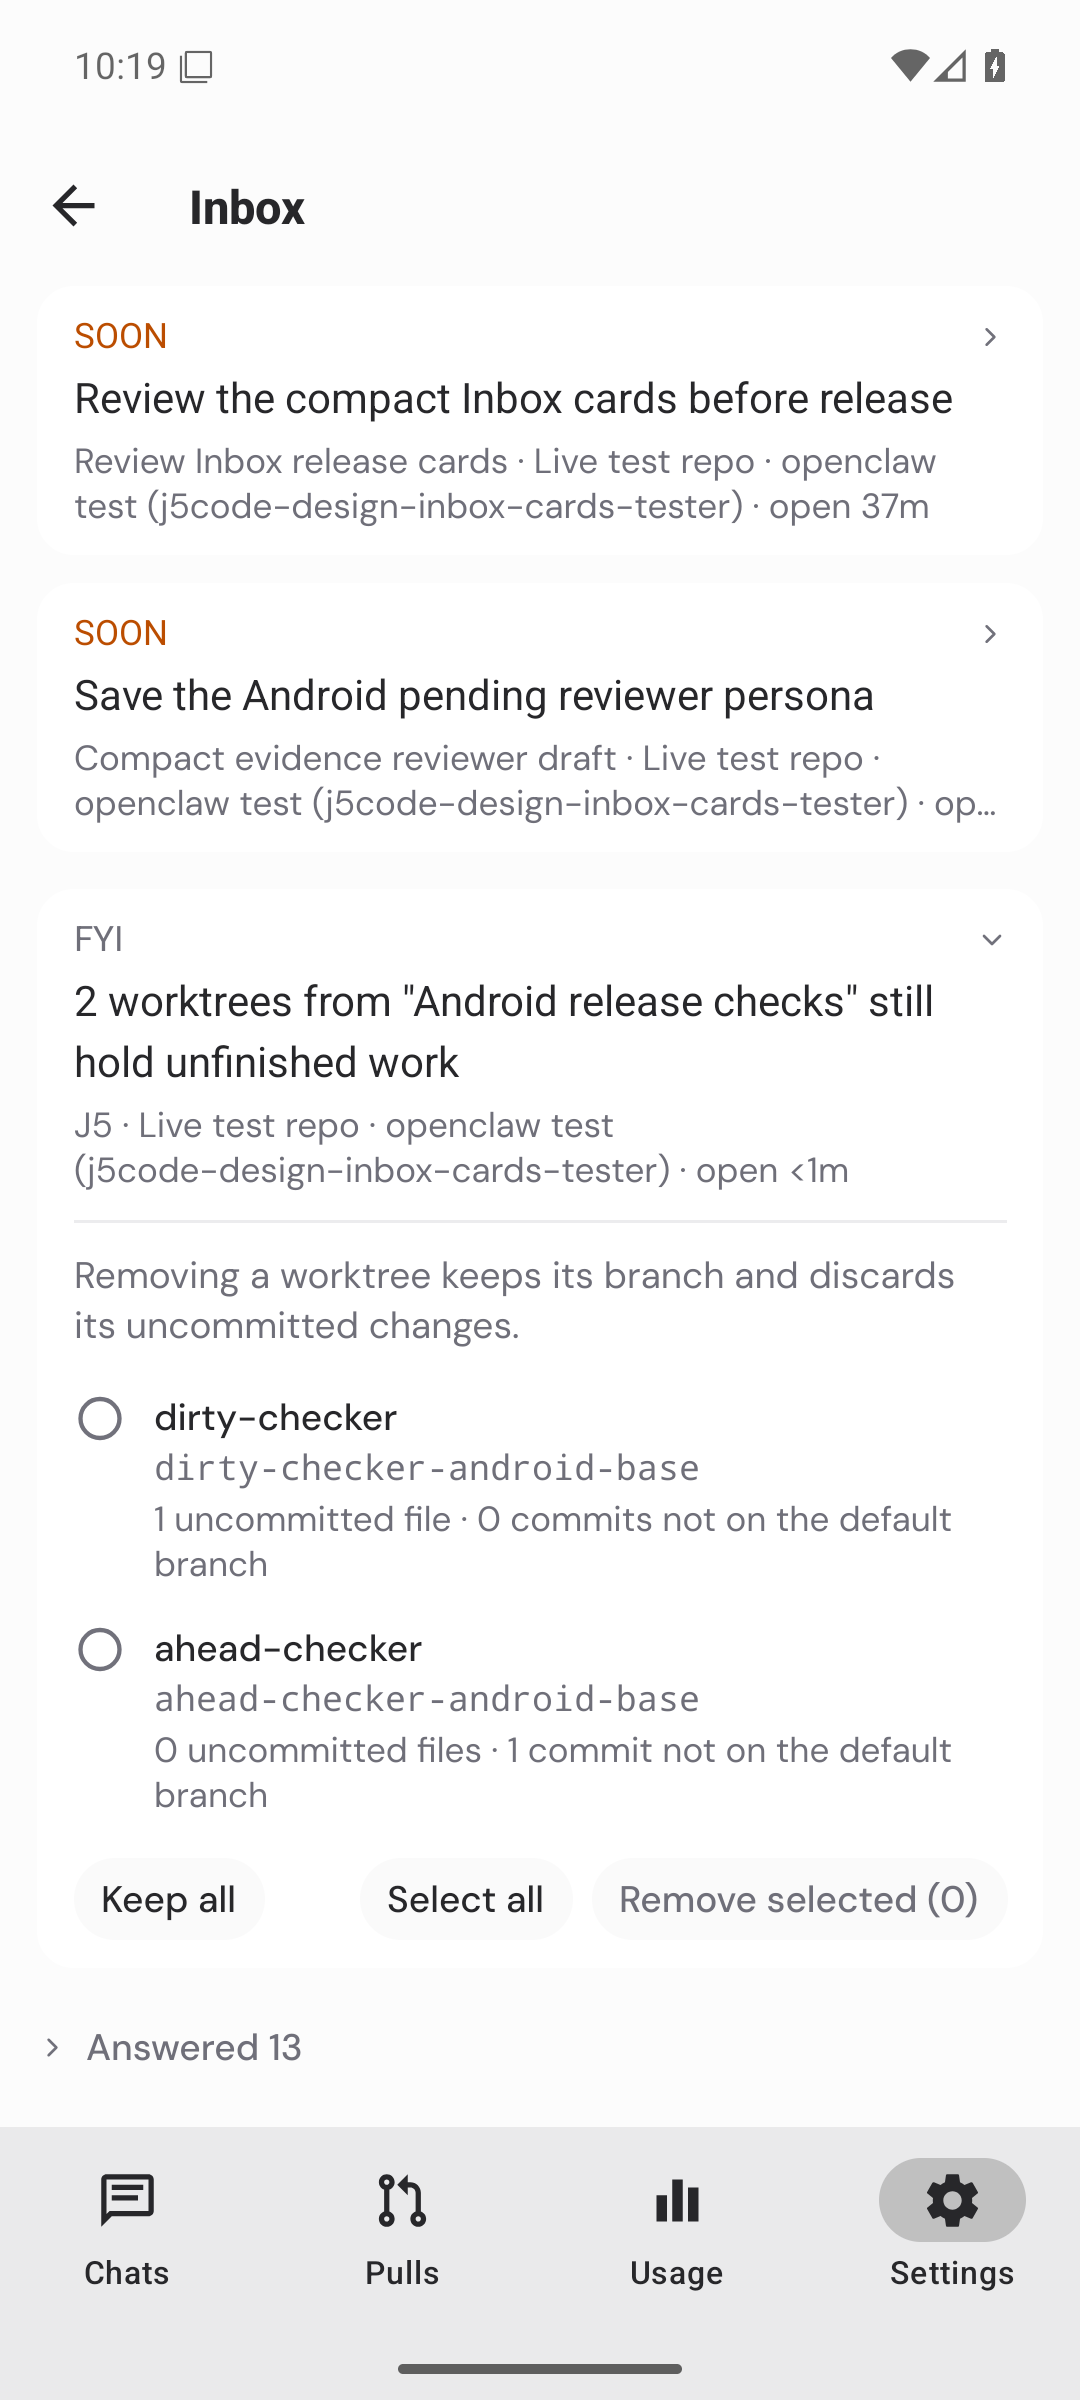 10:19
Inbox
SOON
Review the compact Inbox cards before release
Review Inbox release cards · Live test repo · openclaw
test (j5code-design-inbox-cards-tester) · open 37m
SOON
Save the Android pending reviewer persona
Compact evidence reviewer draft · Live test repo ·
openclaw test (j5code-design-inbox-cards-tester) · op...
FYI
2 worktrees from "Android release checks" still
hold unfinished work
J5 · Live test repo · openclaw test
(j5code-design-inbox-cards-tester) · open <1m
Removing a worktree keeps its branch and discards
its uncommitted changes.
dirty-checker
dirty-checker-android-base
1 uncommitted file · 0 commits not on the default
branch
ahead-checker
ahead-checker-android-base
0 uncommitted files · 1 commit not on the default
branch
Keep all Select all Remove selected (0)
Answered 13
Chats Pulls Usage Settings